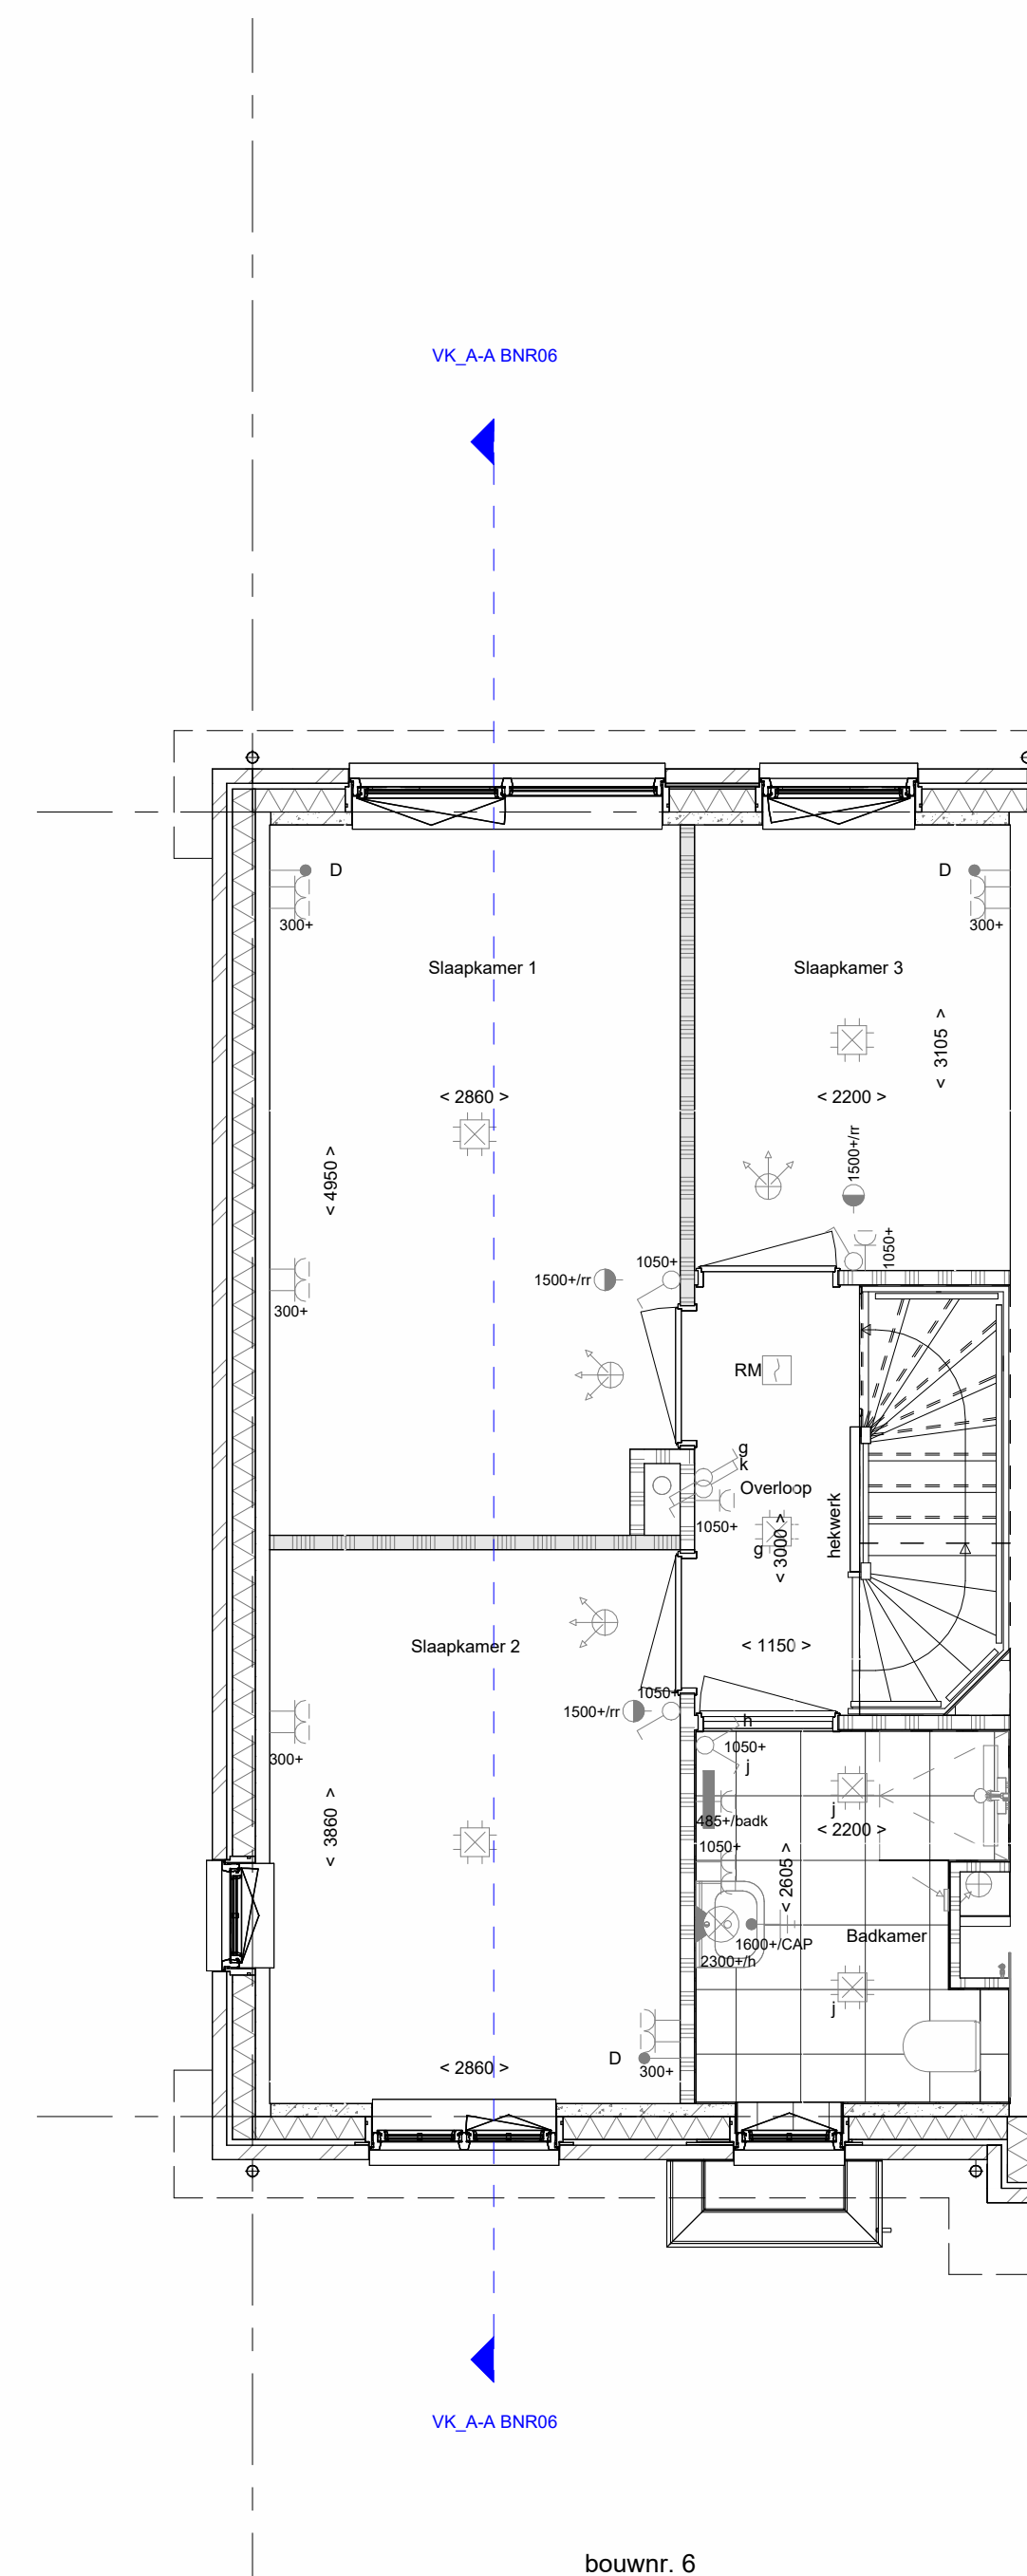 VK_A-A BNR06
D
D
300+
300+
Slaapkamer 1
Slaapkamer 3
< 3105 >
< 2860 >
< 2200 >
1500+/rr
< 4950 >
1050+
1050+
1500+/rr
300+
RM
g
k
Overloop
1050+
hekwerk
g
< 3000 >
Slaapkamer 2
< 1150 >
1050+
1500+/rr
h
1050+
300+
j
j
485+/badk
< 2200 >
< 3860 >
1050+
< 2605 >
Badkamer
1600+/CAP
2300+/h
j
D
< 2860 >
300+
VK_A-A BNR06
bouwnr. 6